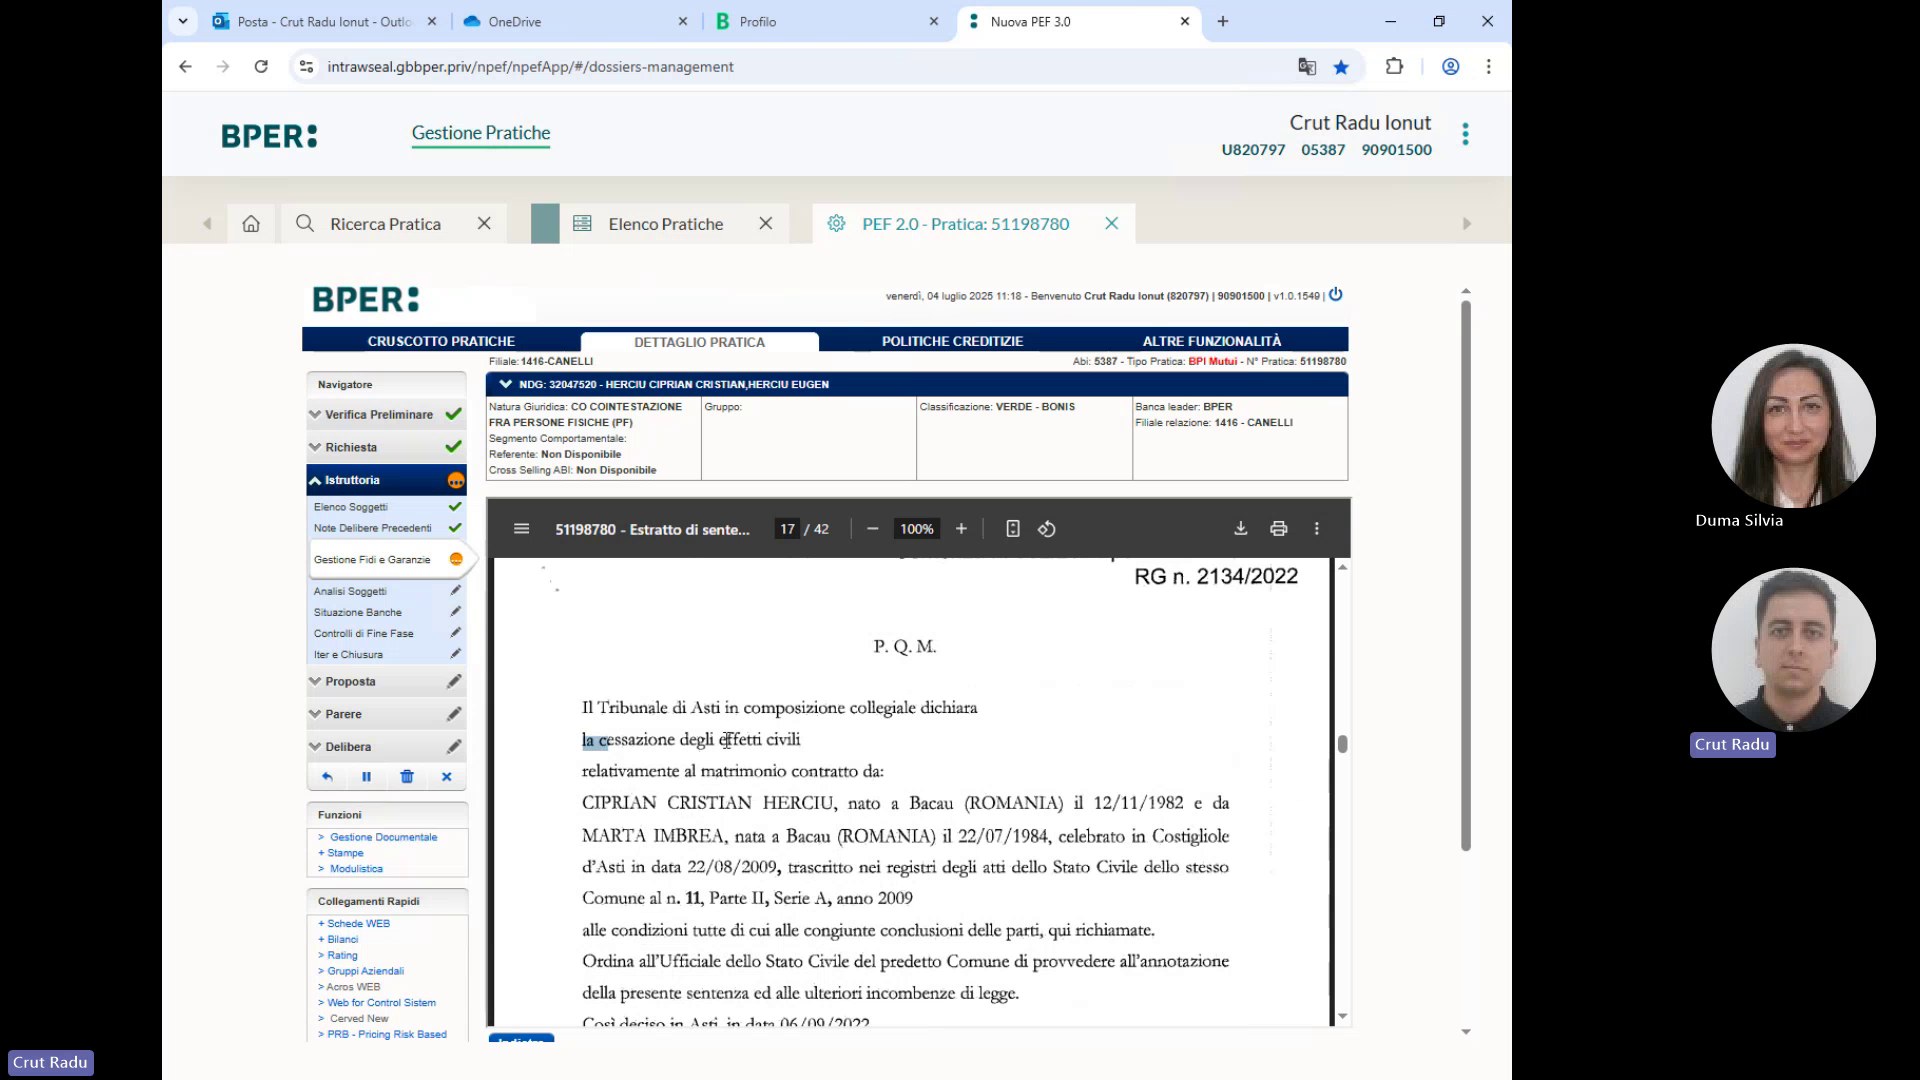 Posta - Crut Radu Ionut - Outlo
OneDrive
Profilo
Nuova PEF 3.0
intrawseal.gbbper.priv/npef/npefApp/#/dossiers-management
BPER:
Gestione Pratiche
Crut Radu Ionut
U820797 05387 90901500
Ricerca Pratica
Elenco Pratiche
PEF 2.0 - Pratica: 51198780
BPER:
venerdì, 04 luglio 2025 11:18 - Benvenuto Crut Radu Ionut (820797) | 90901500 | v1.0.1549 |
CRUSCOTTO PRATICHE
DETTAGLIO PRATICA
POLITICHE CREDITIZIE
ALTRE FUNZIONALITÀ
Filiale: 1416-CANELLI
Abi: 5387 - Tipo Pratica: BPI Mutui - N° Pratica: 51198780
Navigatore
Verifica Preliminare
Richiesta
Istruttoria
Elenco Soggetti
Note Delibere Precedenti
Gestione Fidi e Garanzie
Analisi Soggetti
Situazione Banche
Controlli di Fine Fase
Iter e Chiusura
Proposta
Parere
Delibera
Funzioni
> Gestione Documentale
+ Stampe
> Modulistica
Collegamenti Rapidi
+ Schede WEB
+ Bilanci
> Rating
> Gruppi Aziendali
> Acros WEB
> Web for Control Sistem
> Cerved New
> PRB - Pricing Risk Based
NDG: 32047520 - HERCIU CIPRIAN CRISTIAN,HERCIU EUGEN
Natura Giuridica: CO COINTESTAZIONE
FRA PERSONE FISICHE (PF)
Segmento Comportamentale:
Referente: Non Disponibile
Cross Selling ABI: Non Disponibile
Gruppo:
Classificazione: VERDE - BONIS
Banca leader: BPER
Filiale relazione: 1416 - CANELLI
51198780 - Estratto di sente...
17 / 42
100%
RG n. 2134/2022
P. Q. M.
Il Tribunale di Asti in composizione collegiale dichiara
la cessazione degli effetti civili
relativamente al matrimonio contratto da:
CIPRIAN CRISTIAN HERCIU, nato a Bacau (ROMANIA) il 12/11/1982 e da
MARTA IMBREA, nata a Bacau (ROMANIA) il 22/07/1984, celebrato in Costigliole
d'Asti in data 22/08/2009, trascritto nei registri degli atti dello Stato Civile dello stesso
Comune al n. 11, Parte II, Serie A, anno 2009
alle condizioni tutte di cui alle congiunte conclusioni delle parti, qui richiamate.
Ordina all'Ufficiale dello Stato Civile del predetto Comune di provvedere all'annotazione
della presente sentenza ed alle ulteriori incombenze di legge.
Così deciso in Asti, in data 06/09/2022
Indietro
Duma Silvia
Crut Radu
Crut Radu